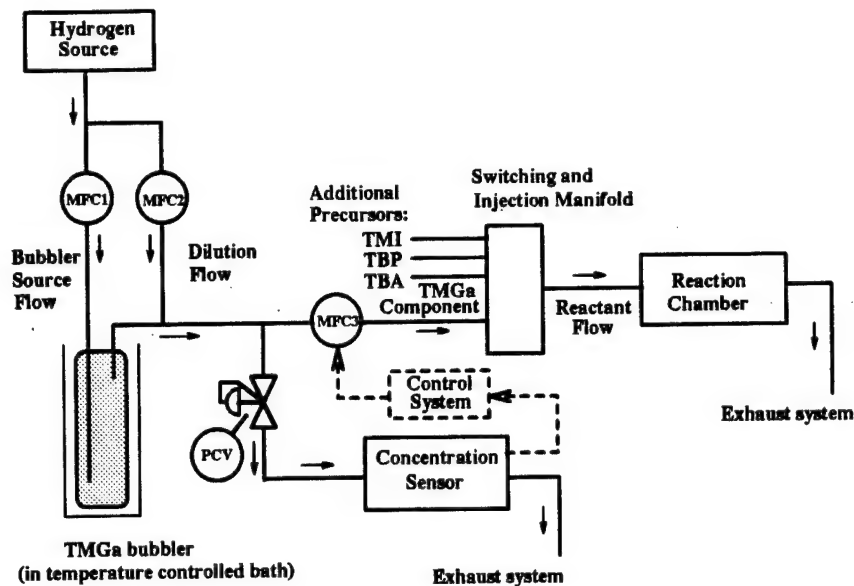 Hydrogen
Source
MFC1
MFC2
Bubbler
Source
Flow
Dilution
Flow
Additional
Precursors:
TMI
TBP
TBA
Switching and
Injection Manifold
TMGa
Component
MFC3
Reactant
Flow
Reaction
Chamber
Control
System
Exhaust system
PCV
Concentration
Sensor
TMGa bubbler
(in temperature controlled bath)
Exhaust system